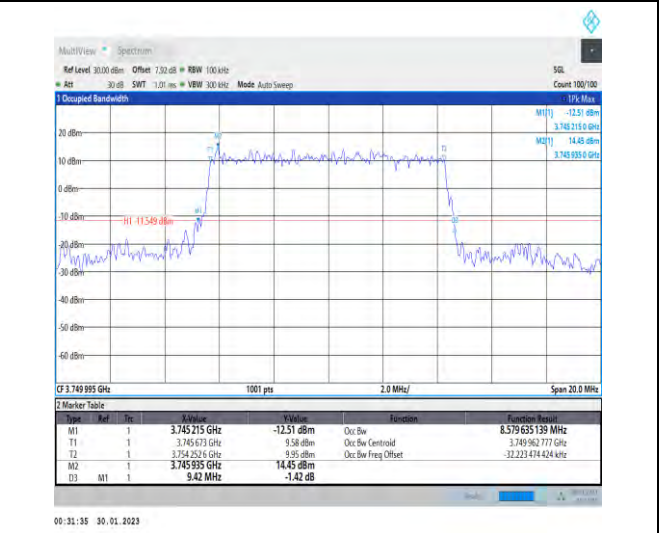 MultiView Spectrum
Ref Level 30.00 dBm Offset 7.92 dB RBW 100 kHz SGL
Att 30 dB SWT 1.01 ms VBW 300 kHz Mode Auto Sweep Count 100/100
1 Occupied Bandwidth 1Pk Max
M1[1] -12.51 dBm
3.745 215 0 GHz
M2[1] 14.45 dBm
3.745 935 0 GHz
20 dBm
M2
T1 T2
10 dBm
0 dBm
M1
-10 dBm
H1 -11.549 dBm
D3
-20 dBm
-30 dBm
-40 dBm
-50 dBm
-60 dBm
CF 3.749 995 GHz 1001 pts 2.0 MHz/ Span 20.0 MHz
2 Marker Table
Type Ref Trc X-Value Y-Value Function Function Result
M1 1 3.745 215 GHz -12.51 dBm Occ Bw 8.579 635 139 MHz
T1 1 3.745 673 GHz 9.58 dBm Occ Bw Centroid 3.749 962 777 GHz
T2 1 3.754 252 6 GHz 9.95 dBm Occ Bw Freq Offset -32.223 474 424 kHz
M2 1 3.745 935 GHz 14.45 dBm
D3 M1 1 9.42 MHz -1.42 dB
00:31:35 30.01.2023